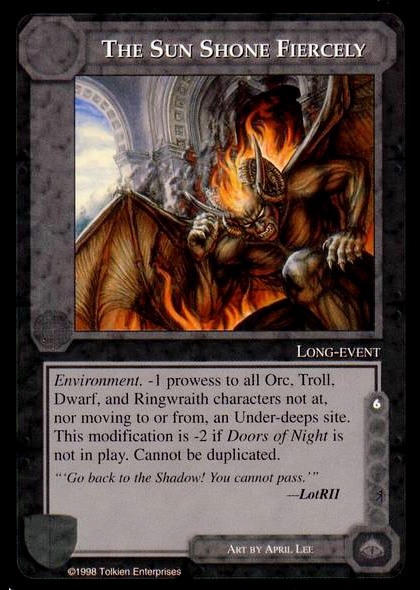 THE SUN SHONE FIERCELY
LONG-EVENT
Environment. -1 prowess to all Orc, Troll,
Dwarf, and Ringwraith characters not at,
nor moving to or from, an Under-deeps site.
This modification is -2 if Doors of Night is
not in play. Cannot be duplicated.
6
“‘Go back to the Shadow! You cannot pass.’”
—LotRII
ART BY APRIL LEE
©1998 Tolkien Enterprises